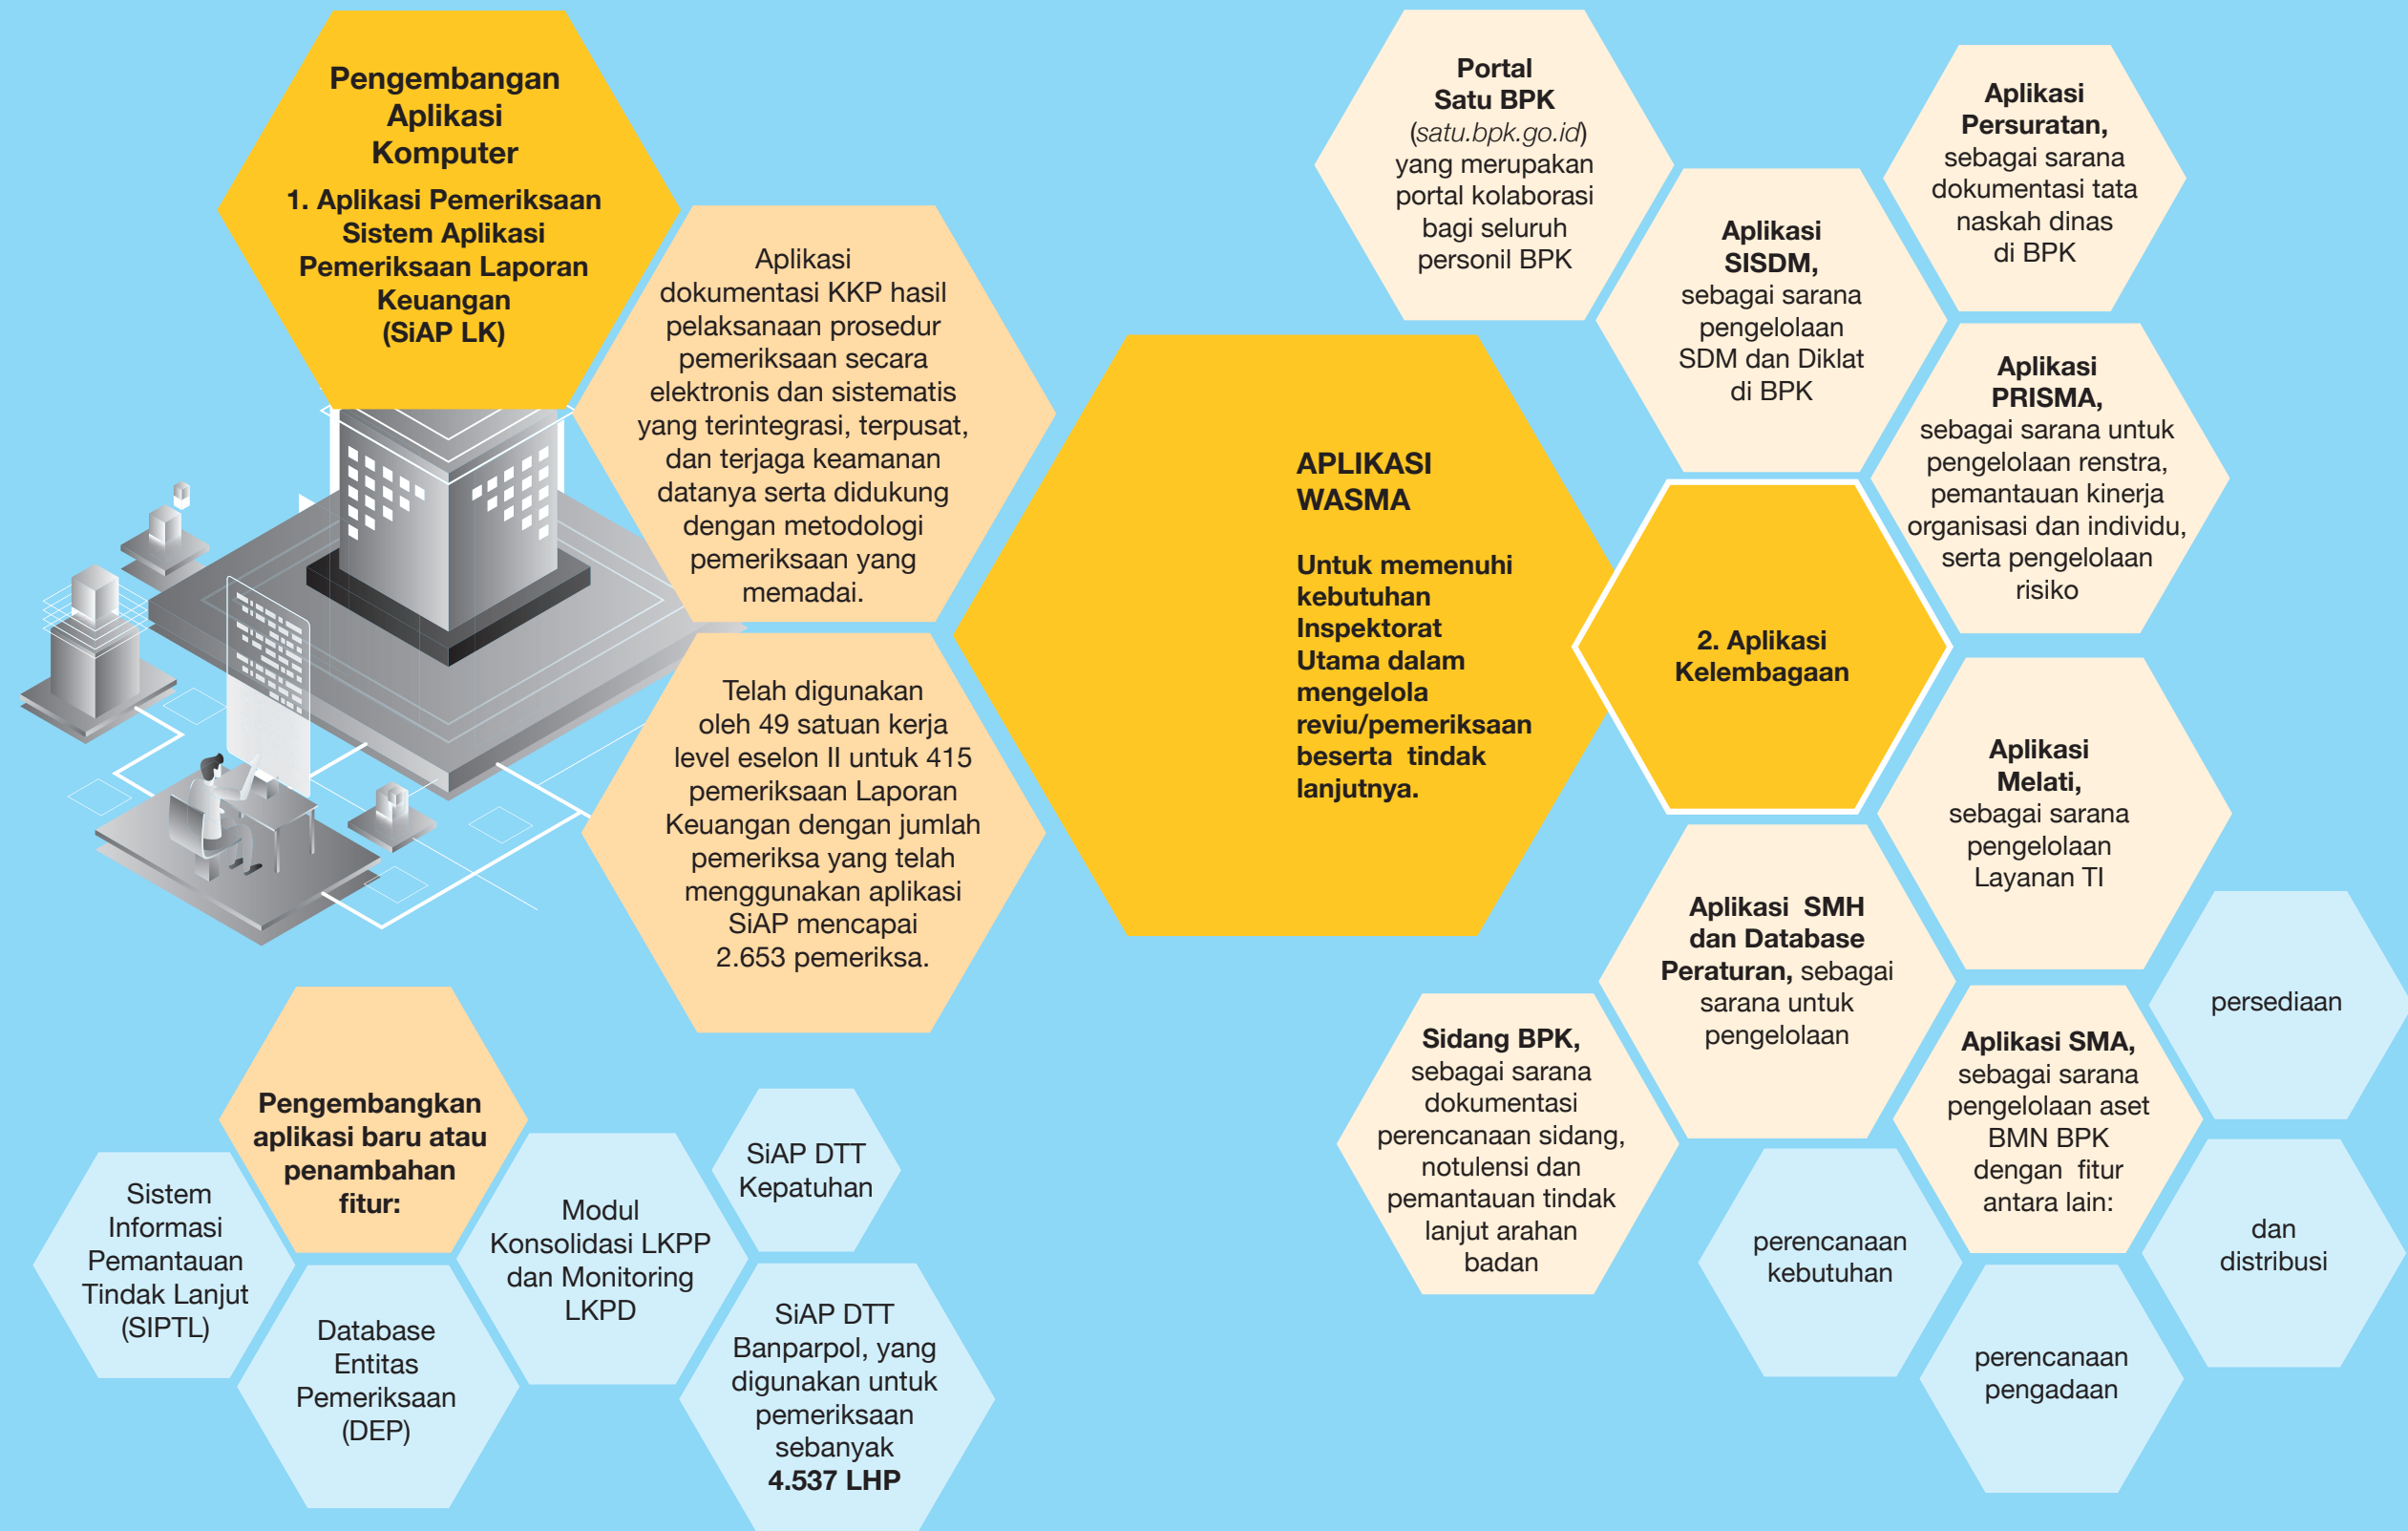 Pengembangan
Aplikasi
Komputer
1. Aplikasi Pemeriksaan
Sistem Aplikasi
Pemeriksaan Laporan
Keuangan
(SiAP LK)
Aplikasi
dokumentasi KKP hasil
pelaksanaan prosedur
pemeriksaan secara
elektronis dan sistematis
yang terintegrasi, terpusat,
dan terjaga keamanan
datanya serta didukung
dengan metodologi
pemeriksaan yang
memadai.
Telah digunakan
oleh 49 satuan kerja
level eselon II untuk 415
pemeriksaan Laporan
Keuangan dengan jumlah
pemeriksa yang telah
menggunakan aplikasi
SiAP mencapai
2.653 pemeriksa.
Pengembangkan
aplikasi baru atau
penambahan
fitur:
Sistem
Informasi
Pemantauan
Tindak Lanjut
(SIPTL)
Database
Entitas
Pemeriksaan
(DEP)
Modul
Konsolidasi LKPP
dan Monitoring
LKPD
SiAP DTT
Kepatuhan
SiAP DTT
Banparpol, yang
digunakan untuk
pemeriksaan
sebanyak
4.537 LHP
APLIKASI
WASMA
Untuk memenuhi
kebutuhan
Inspektorat
Utama dalam
mengelola
reviu/pemeriksaan
beserta  tindak
lanjutnya.
2. Aplikasi
Kelembagaan
Portal
Satu BPK
(satu.bpk.go.id)
yang merupakan
portal kolaborasi
bagi seluruh
personil BPK
Aplikasi
SISDM,
sebagai sarana
pengelolaan
SDM dan Diklat
di BPK
Aplikasi
Persuratan,
sebagai sarana
dokumentasi tata
naskah dinas
di BPK
Aplikasi
PRISMA,
sebagai sarana untuk
pengelolaan renstra,
pemantauan kinerja
organisasi dan individu,
serta pengelolaan
risiko
Aplikasi
Melati,
sebagai sarana
pengelolaan
Layanan TI
Aplikasi  SMH
dan Database
Peraturan, sebagai
sarana untuk
pengelolaan
Sidang BPK,
sebagai sarana
dokumentasi
perencanaan sidang,
notulensi dan
pemantauan tindak
lanjut arahan
badan
Aplikasi SMA,
sebagai sarana
pengelolaan aset
BMN BPK
dengan  fitur
antara lain:
perencanaan
kebutuhan
perencanaan
pengadaan
persediaan
dan
distribusi